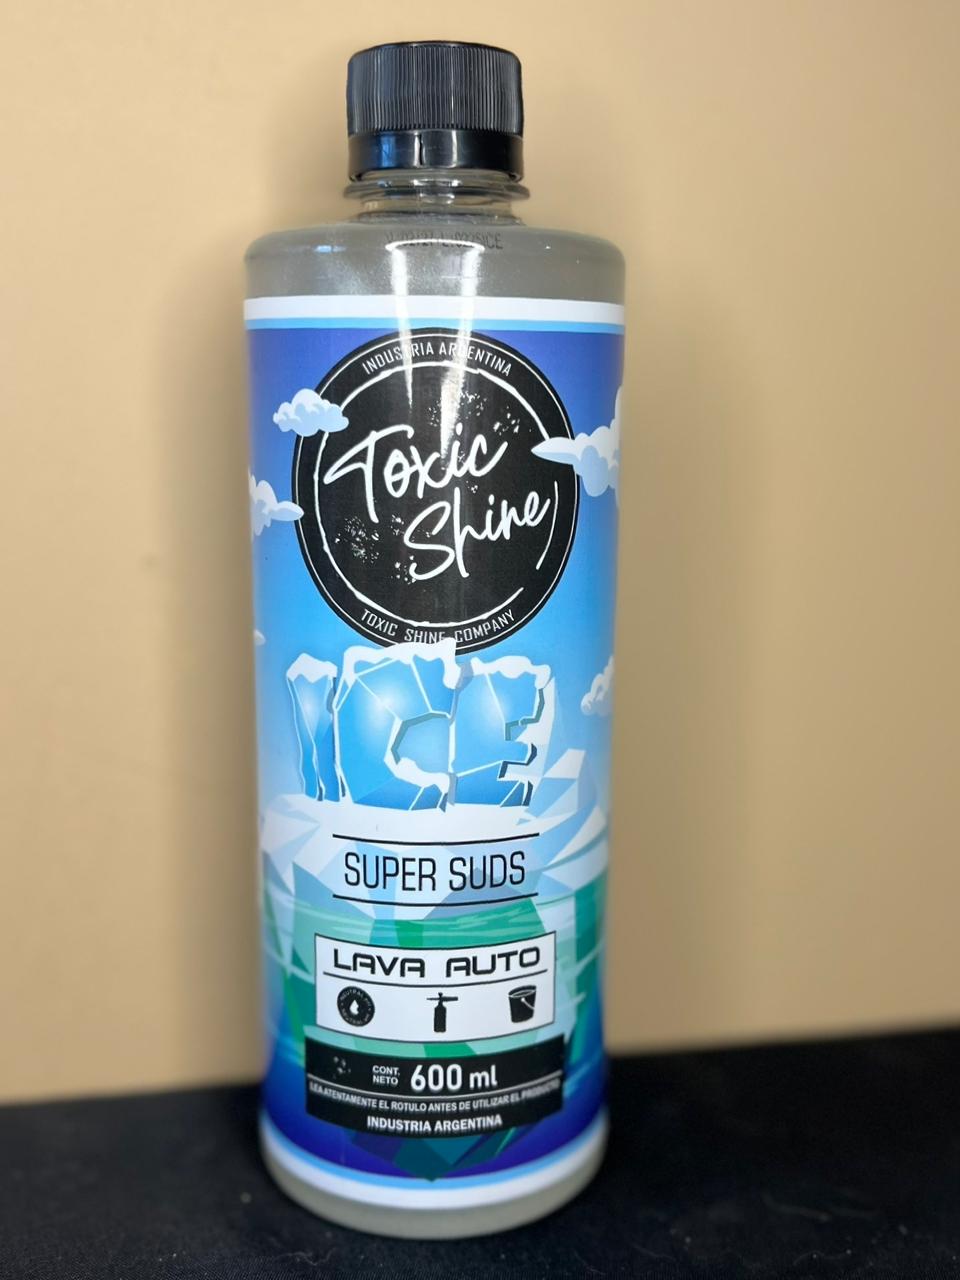 INDUSTRIA ARGENTINA
Toxic
Shine
TOXIC SHINE COMPANY
ICE
SUPER SUDS
LAVA AUTO
CONT.
NETO 600 ml
LEA ATENTAMENTE EL ROTULO ANTES DE UTILIZAR EL PRODUCTO
INDUSTRIA ARGENTINA